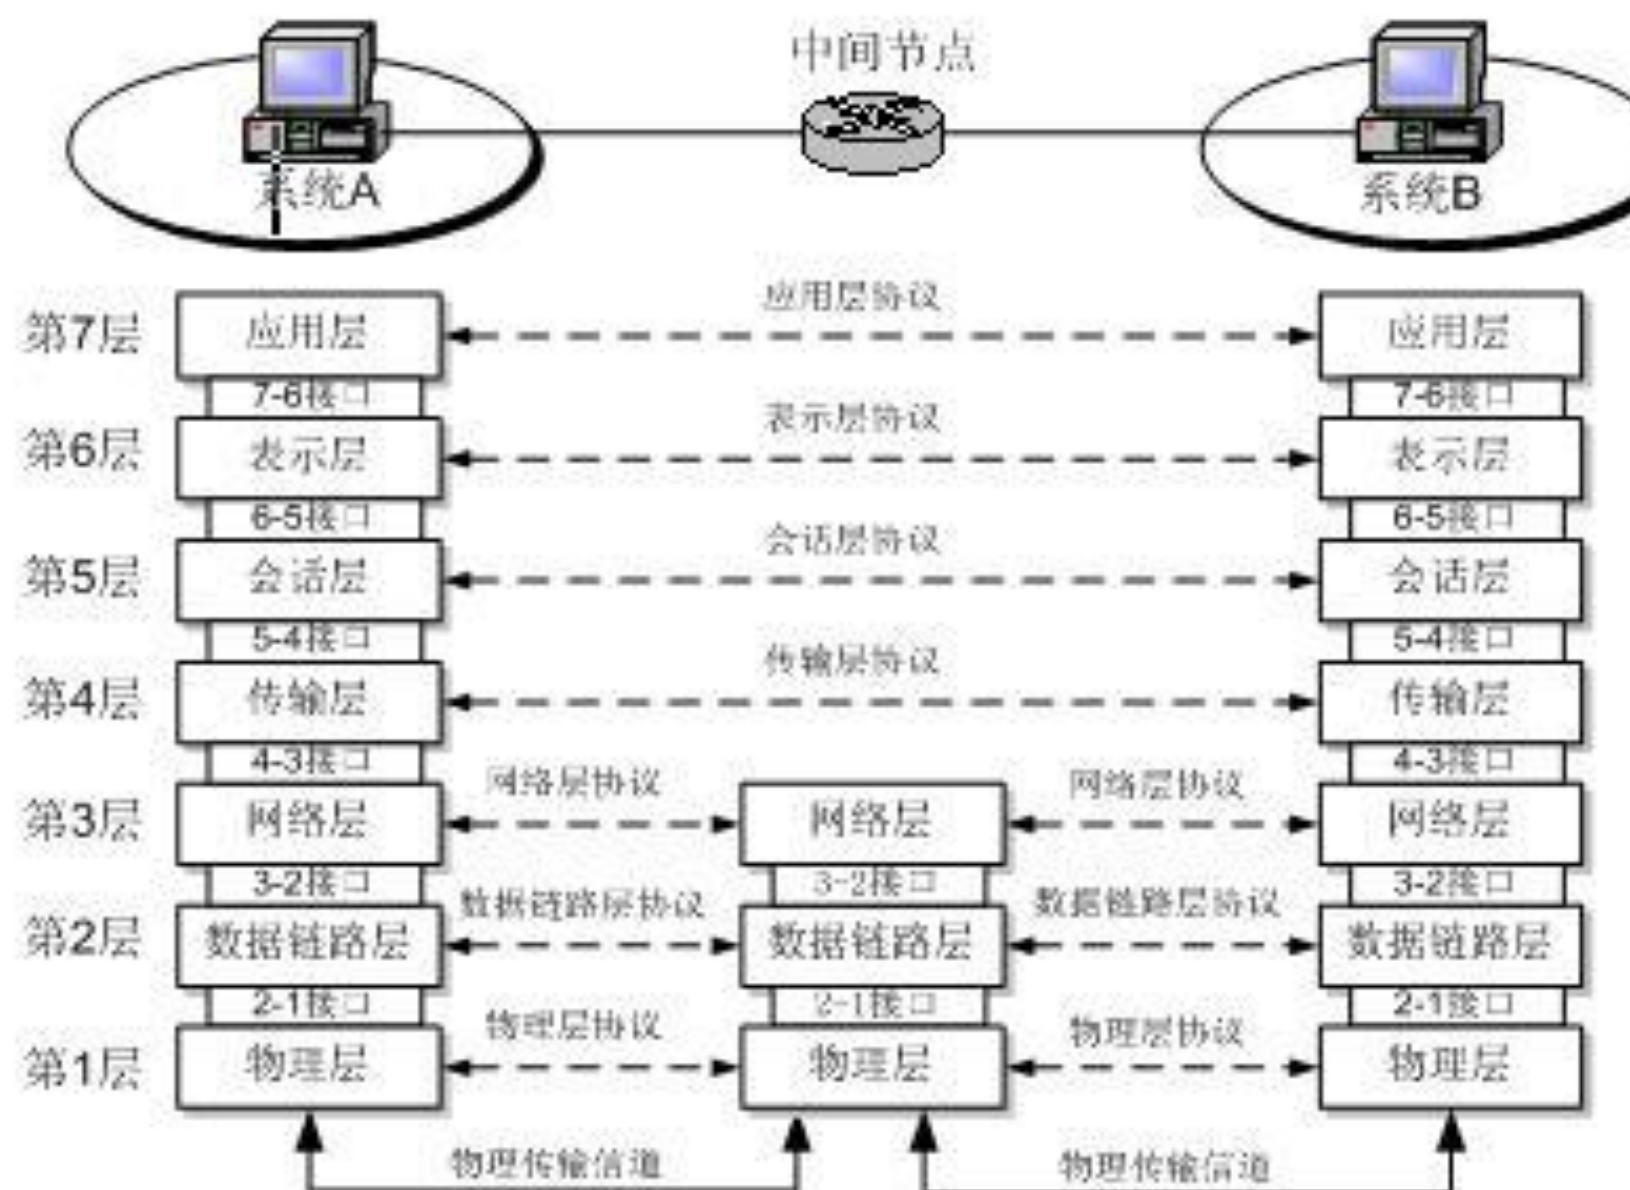 中间节点
系统A
系统B
应用层协议
第7层 应用层 应用层
7-6接口 7-6接口
表示层协议
第6层 表示层 表示层
6-5接口 6-5接口
会话层协议
第5层 会话层 会话层
5-4接口 5-4接口
传输层协议
第4层 传输层 传输层
4-3接口 4-3接口
网络层协议 网络层协议
第3层 网络层 网络层 网络层
3-2接口 3-2接口 3-2接口
数据链路层协议 数据链路层协议
第2层 数据链路层 数据链路层 数据链路层
2-1接口 2-1接口 2-1接口
物理层协议 物理层协议
第1层 物理层 物理层 物理层
物理传输信道 物理传输信道